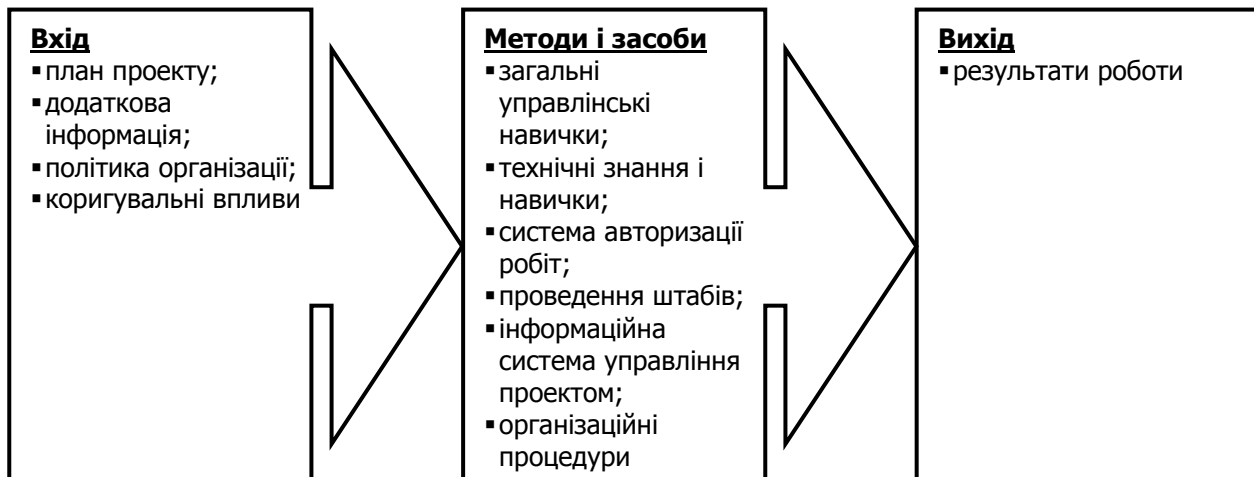 Вхід
▪план проекту;
▪додаткова
інформація;
▪політика організації;
▪коригувальні впливи
Методи і засоби
▪загальні
управлінські
навички;
▪технічні знання і
навички;
▪система авторизації
робіт;
▪проведення штабів;
▪інформаційна
система управління
проектом;
▪організаційні
процедури
Вихід
▪результати роботи